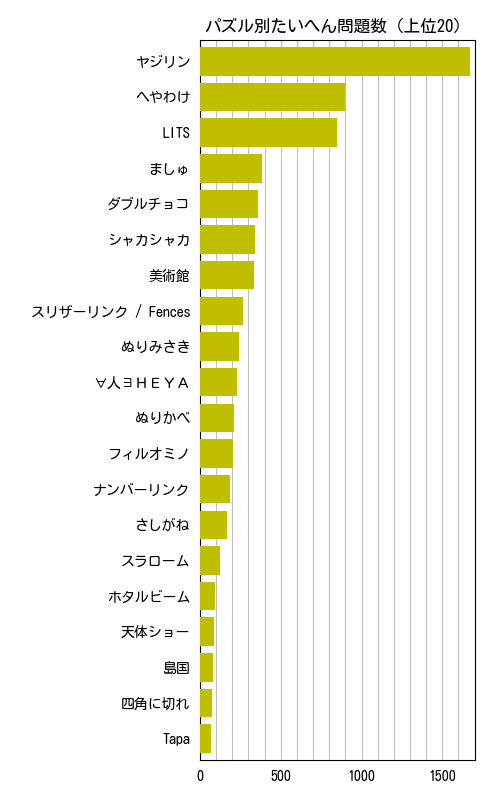 パズル別たいへん問題数 (上位20)
ヤジリン
へやわけ
LITS
ましゅ
ダブルチョコ
シャカシャカ
美術館
スリザーリンク / Fences
ぬりみさき
∀人∃ＨＥＹＡ
ぬりかべ
フィルオミノ
ナンバーリンク
さしがね
スラローム
ホタルビーム
天体ショー
島国
四角に切れ
Tapa
0 500 1000 1500